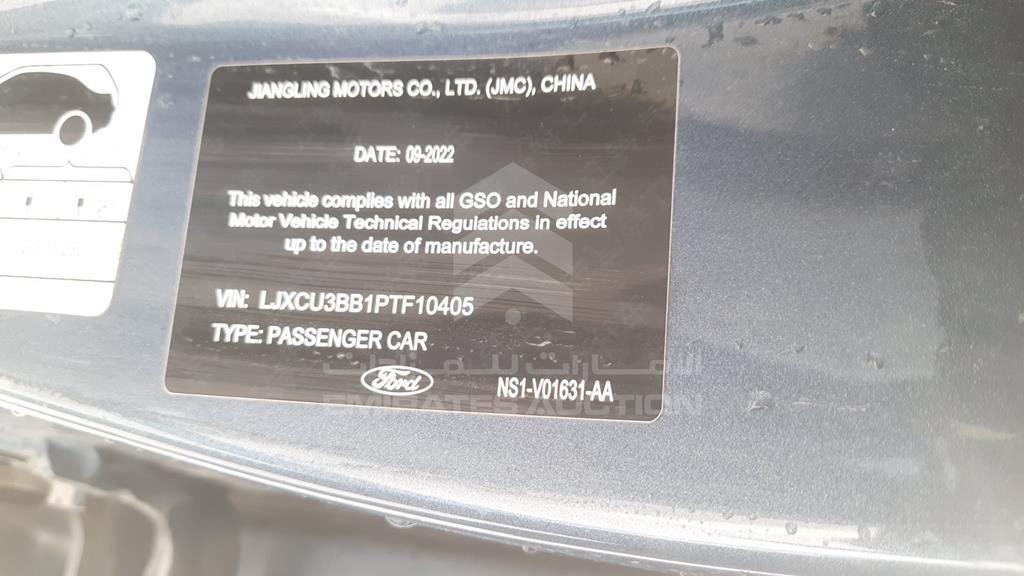 JIANGLING MOTORS CO., LTD. (JMC), CHINA
DATE: 09-2022
This vehicle complies with all GSO and National
Motor Vehicle Technical Regulations in effect
up to the date of manufacture.
VIN: LJXCU3BB1PTF10405
TYPE: PASSENGER CAR
Ford
NS1-V01631-AA
الإمارات للمزادات
EMIRATES AUCTION